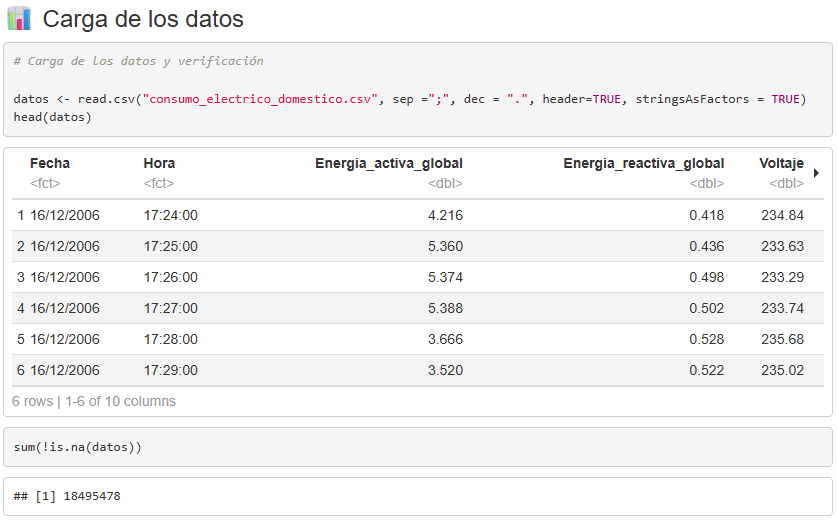 Carga de los datos
# Carga de los datos y verificación
datos <- read.csv("consumo_electrico_domestico.csv", sep =";", dec = ".", header=TRUE, stringsAsFactors = TRUE)
head(datos)
Fecha Hora Energia_activa_global Energia_reactiva_global Voltaje
<fct> <fct> <dbl> <dbl> <dbl>
1 16/12/2006 17:24:00 4.216 0.418 234.84
2 16/12/2006 17:25:00 5.360 0.436 233.63
3 16/12/2006 17:26:00 5.374 0.498 233.29
4 16/12/2006 17:27:00 5.388 0.502 233.74
5 16/12/2006 17:28:00 3.666 0.528 235.68
6 16/12/2006 17:29:00 3.520 0.522 235.02
6 rows | 1-6 of 10 columns
sum(!is.na(datos))
## [1] 18495478